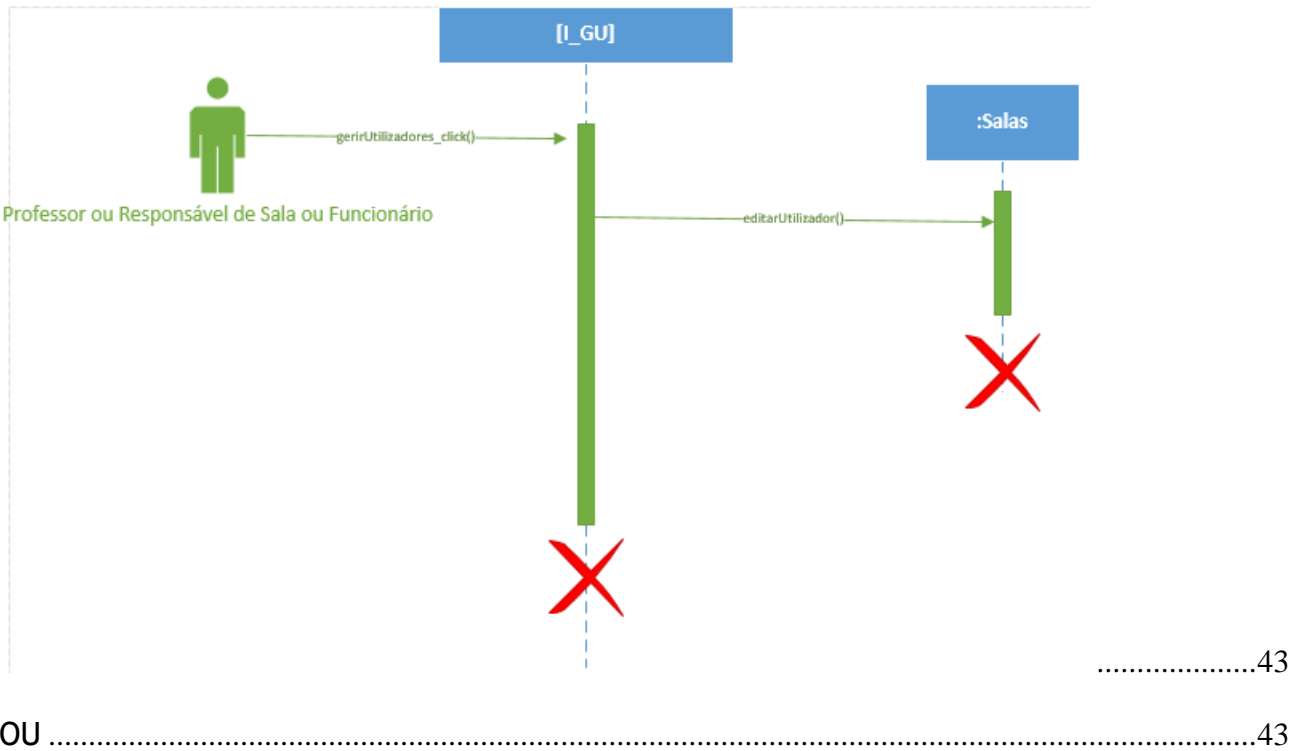 [I_GU]
:Salas
gerirUtilizadores_click()
Professor ou Responsável de Sala ou Funcionário
editarUtilizador()
...................43
OU ........................................................................................................................................................43